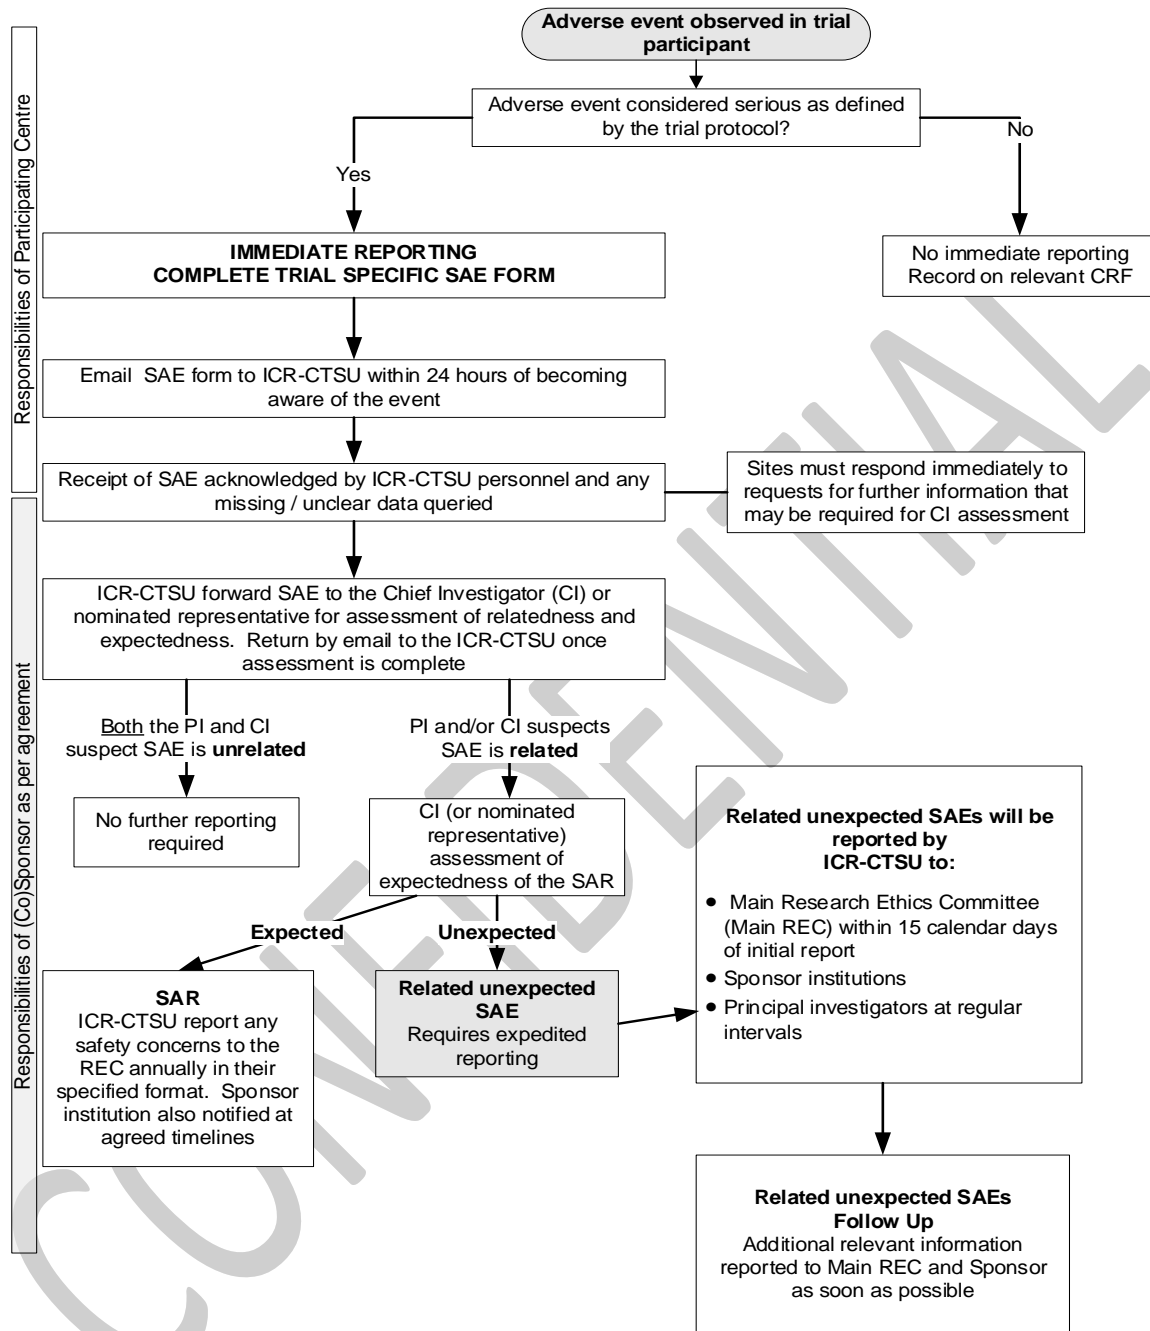 Adverse event observed in trial
participant
Adverse event considered serious as defined
by the trial protocol?
No
Yes
IMMEDIATE REPORTING
COMPLETE TRIAL SPECIFIC SAE FORM
No immediate reporting
Record on relevant CRF
Email SAE form to ICR-CTSU within 24 hours of becoming
aware of the event
Receipt of SAE acknowledged by ICR-CTSU personnel and any
missing / unclear data queried
Sites must respond immediately to
requests for further information that
may be required for CI assessment
Responsibilities of Participating Centre
ICR-CTSU forward SAE to the Chief Investigator (CI) or
nominated representative for assessment of relatedness and
expectedness. Return by email to the ICR-CTSU once
assessment is complete
Both the PI and CI
suspect SAE is unrelated
PI and/or CI suspects
SAE is related
No further reporting
required
CI (or nominated
representative)
assessment of
expectedness of the SAR
Expected
Unexpected
SAR
ICR-CTSU report any
safety concerns to the
REC annually in their
specified format. Sponsor
institution also notified at
agreed timelines
Related unexpected
SAE
Requires expedited
reporting
Related unexpected SAEs will be
reported by
ICR-CTSU to:
• Main Research Ethics Committee
(Main REC) within 15 calendar days
of initial report
• Sponsor institutions
• Principal investigators at regular
intervals
Related unexpected SAEs
Follow Up
Additional relevant information
reported to Main REC and Sponsor
as soon as possible
Responsibilities of (Co)Sponsor as per agreement
CONFIDENTIAL